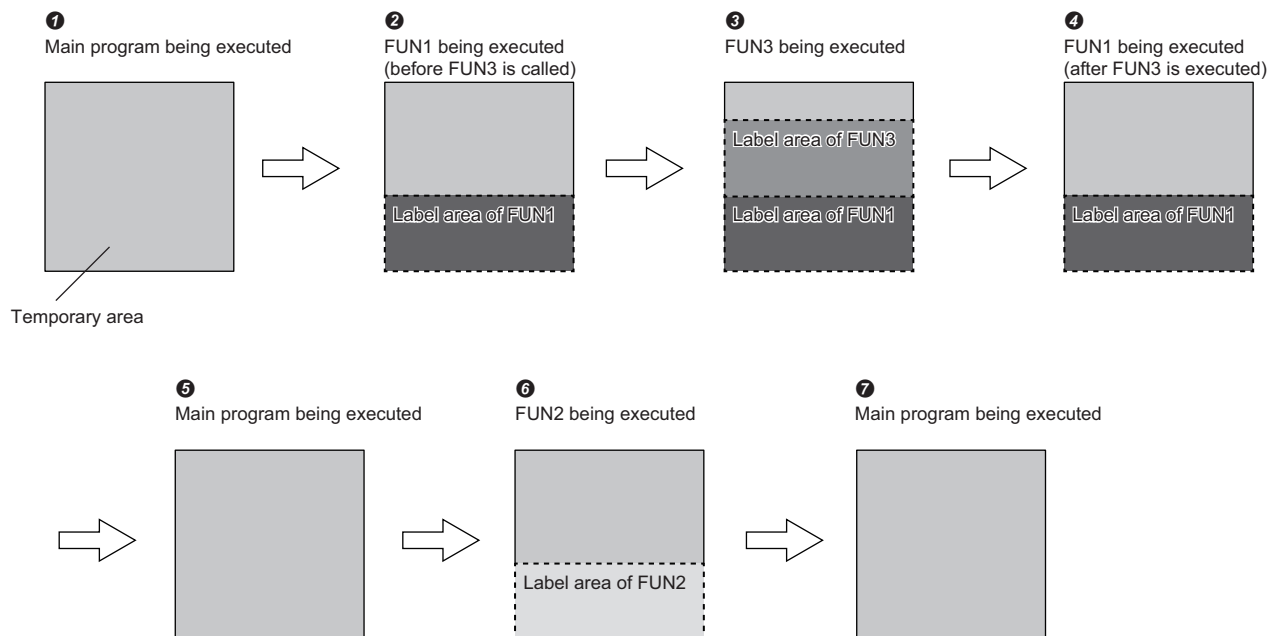 ❶
Main program being executed
❷
FUN1 being executed
(before FUN3 is called)
❸
FUN3 being executed
❹
FUN1 being executed
(after FUN3 is executed)
Label area of FUN1
Label area of FUN3
Label area of FUN1
Label area of FUN1
Temporary area
❺
Main program being executed
❻
FUN2 being executed
❼
Main program being executed
Label area of FUN2